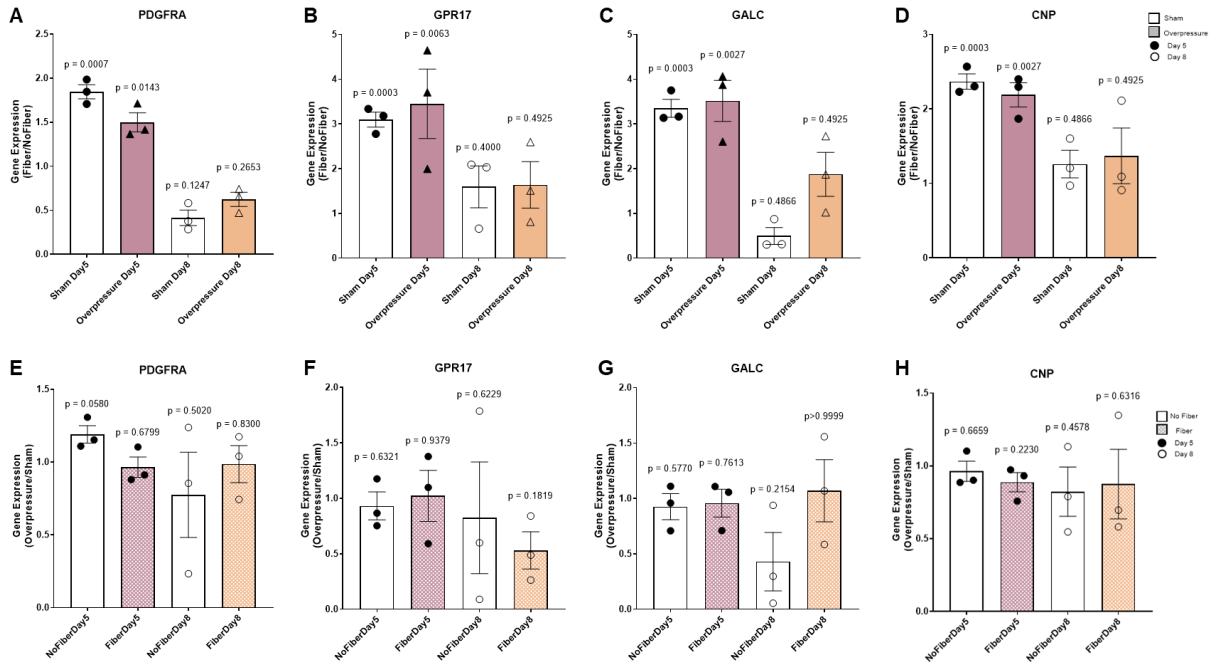 A
PDGFRA
Gene Expression
(Fiber/NoFiber)
2.5
2.0
1.5
1.0
0.5
0.0
p = 0.0007
p = 0.0143
p = 0.1247
p = 0.2653
Sham Day5
Overpressure Day5
Sham Day8
Overpressure Day8
B
GPR17
Gene Expression
(Fiber/NoFiber)
5
4
3
2
1
0
p = 0.0003
p = 0.0063
p = 0.4000
p = 0.4925
Sham Day5
Overpressure Day5
Sham Day8
Overpressure Day8
C
GALC
Gene Expression
(Fiber/NoFiber)
5
4
3
2
1
0
p = 0.0003
p = 0.0027
p = 0.4866
p = 0.4925
Sham Day5
Overpressure Day5
Sham Day8
Overpressure Day8
D
CNP
Gene Expression
(Fiber/NoFiber)
3
2
1
0
p = 0.0003
p = 0.0027
p = 0.4866
p = 0.4925
Sham Day5
Overpressure Day5
Sham Day8
Overpressure Day8
Sham
Overpressure
Day 5
Day 8
E
PDGFRA
Gene Expression
(Overpressure/Sham)
1.5
1.0
0.5
0.0
p = 0.0580
p = 0.6799
p = 0.5020
p = 0.8300
NoFiberDay5
FiberDay5
NoFiberDay8
FiberDay8
F
GPR17
Gene Expression
(Overpressure/Sham)
2.0
1.5
1.0
0.5
0.0
p = 0.6321
p = 0.9379
p = 0.6229
p = 0.1819
NoFiberDay5
FiberDay5
NoFiberDay8
FiberDay8
G
GALC
Gene Expression
(Overpressure/Sham)
2.0
1.5
1.0
0.5
0.0
p = 0.5770
p = 0.7613
p = 0.2154
p>0.9999
NoFiberDay5
FiberDay5
NoFiberDay8
FiberDay8
H
CNP
Gene Expression
(Overpressure/Sham)
1.5
1.0
0.5
0.0
p = 0.6659
p = 0.2230
p = 0.4578
p = 0.6316
NoFiberDay5
FiberDay5
NoFiberDay8
FiberDay8
No Fiber
Fiber
Day 5
Day 8